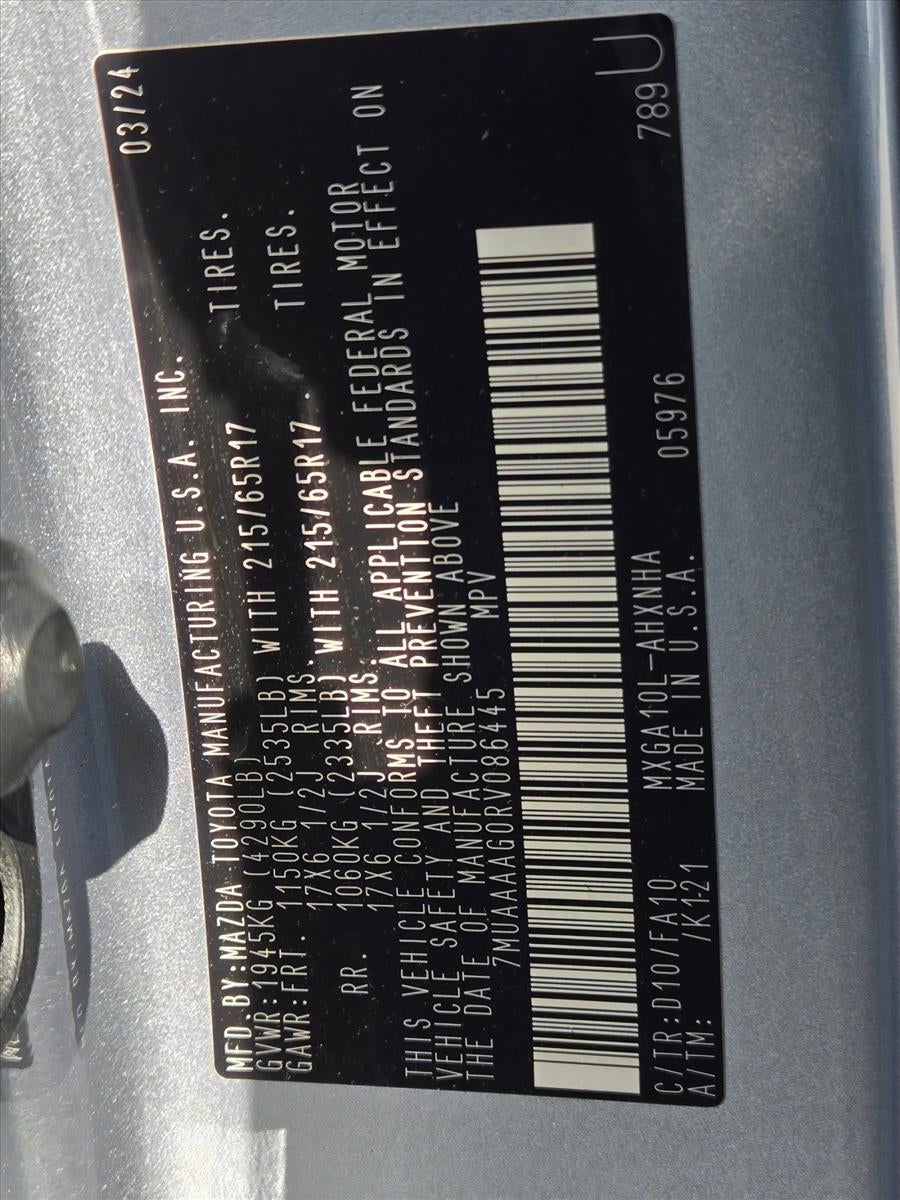 MFD.BY:MAZDA TOYOTA MANUFACTURING U.S.A. INC. 03/24
GVWR:1945KG (4290LB)
GAWR:FRT. 1150KG (2535LB) WITH 215/65R17 TIRES.
17X6 1/2J RIMS.
RR. 1060KG (2335LB) WITH 215/65R17 TIRES.
17X6 1/2J RIMS.
THIS VEHICLE CONFORMS TO ALL APPLICABLE FEDERAL MOTOR
VEHICLE SAFETY AND THEFT PREVENTION STANDARDS IN EFFECT ON
THE DATE OF MANUFACTURE SHOWN ABOVE
7MUAAAAG0RV086445 MPV
C/TR:D10/FA10 MXGA10L-AHXNHA 05976 789 U
A/TM: /K121 MADE IN U.S.A.